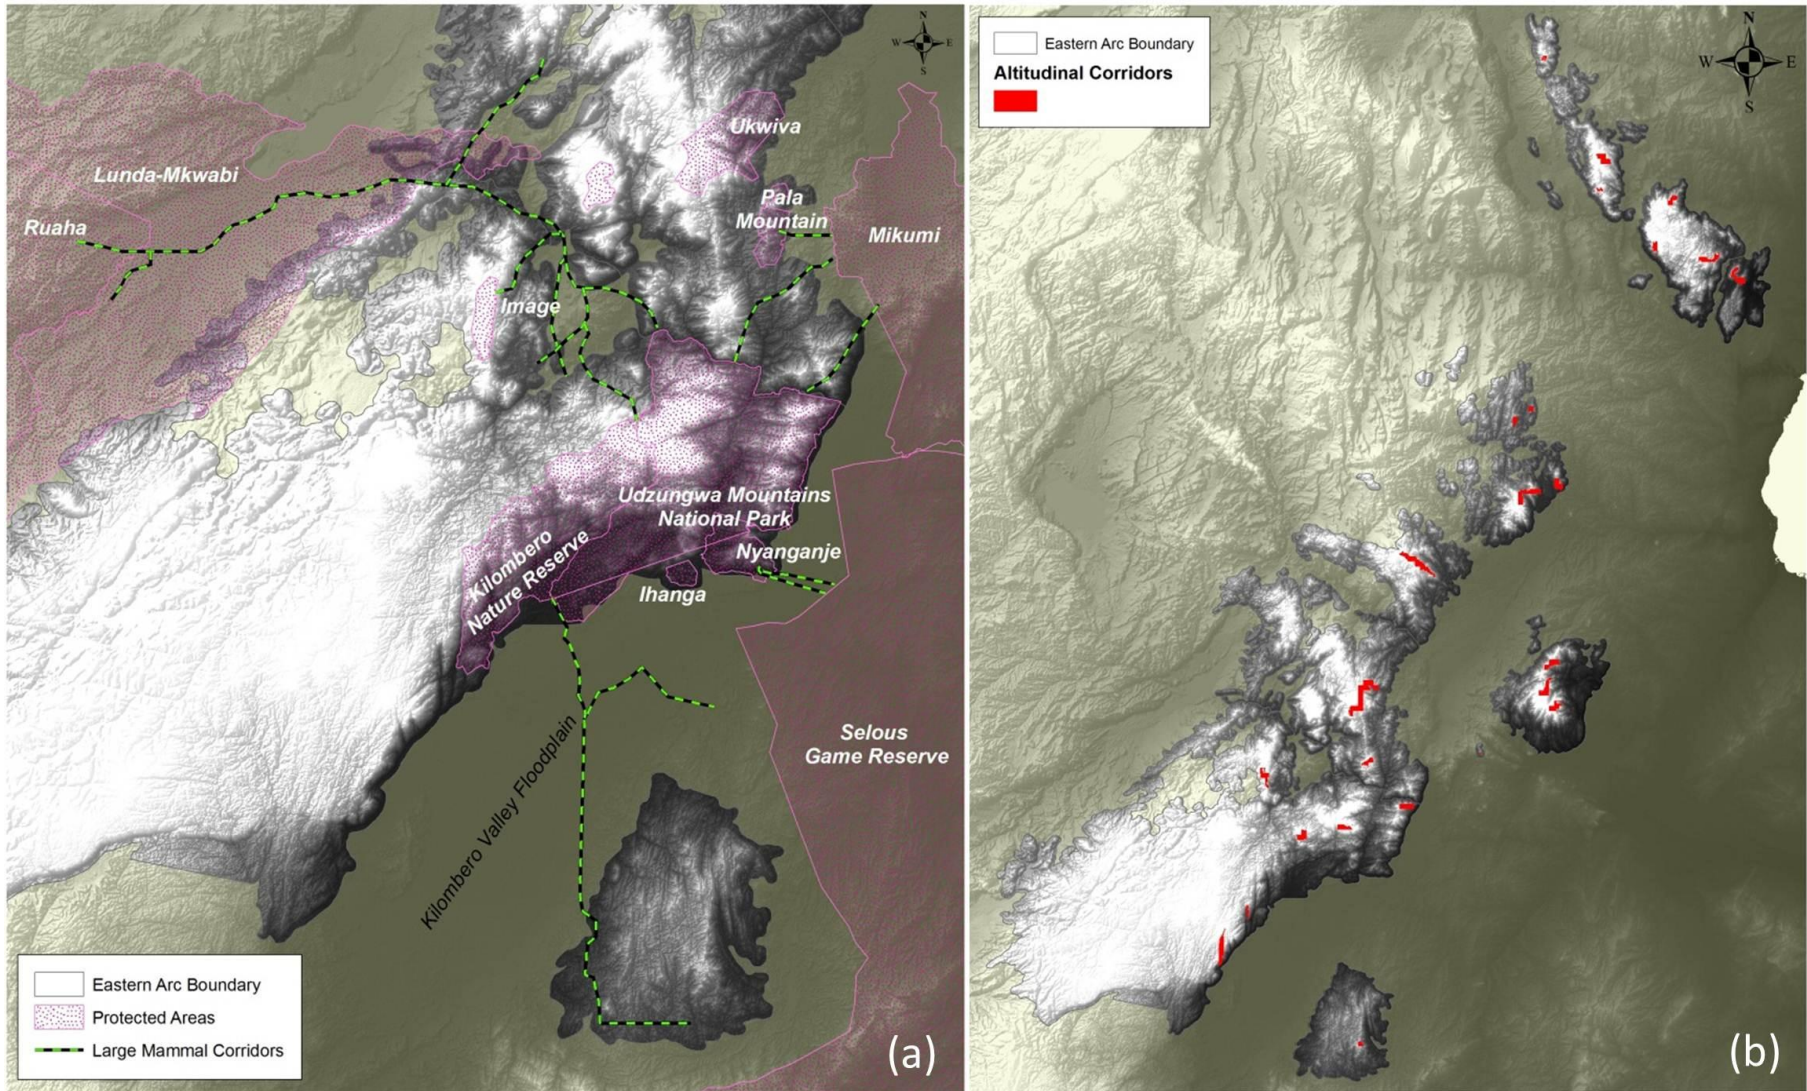 N
W E
S
Ukwiva
Lunda-Mkwabi
Pala
Mountain
Ruaha
Mikumi
Image
Udzungwa Mountains
National Park
Kilombero
Nature Reserve
Nyanganje
Ihanga
Kilombero Valley Floodplain
Selous
Game Reserve
Eastern Arc Boundary
Protected Areas
Large Mammal Corridors
(a)
Eastern Arc Boundary
Altitudinal Corridors
N
W E
S
(b)